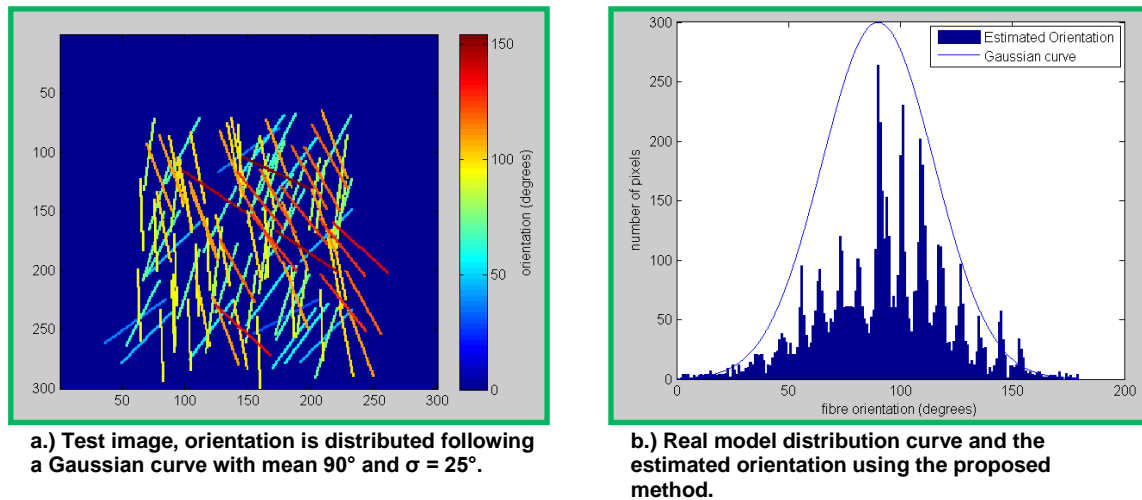 50
100
150
200
250
300
50
100
150
200
250
300
150
100
50
0
orientation (degrees)
a.) Test image, orientation is distributed following
a Gaussian curve with mean 90° and σ = 25°.
300
250
200
150
100
50
0
0
50
100
150
200
number of pixels
fibre orientation (degrees)
Estimated Orientation
Gaussian curve
b.) Real model distribution curve and the
estimated orientation using the proposed
method.